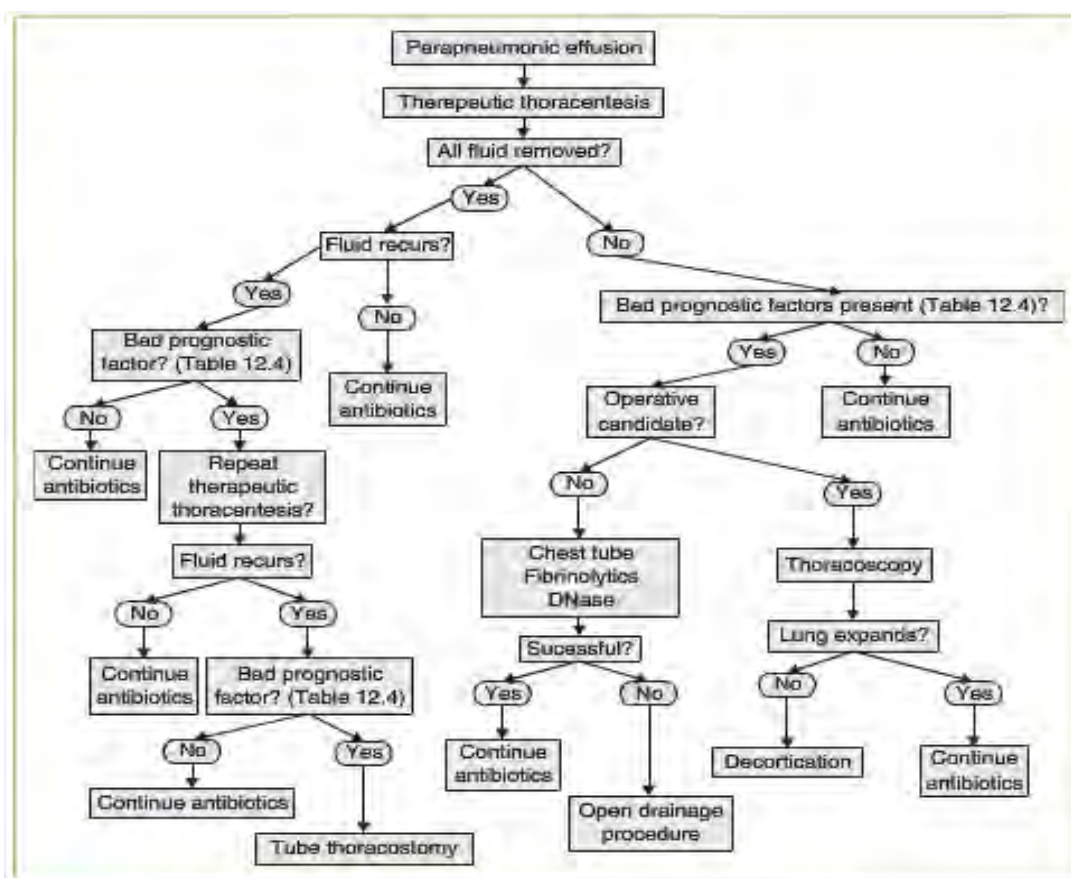 Parapneumonic effusion
Therepeutic thoracentesis
All fluid removed?
Yes
No
Fluid recurs?
Yes
No
Bad prognostic factors present (Table 12.4)?
Bad prognostic
factor? (Table 12.4)
Yes
No
Continue
antibiotics
Operative
candidate?
Continue
antibiotics
No
Yes
Continue
antibiotics
Repeat
therapeutic
thoracentesis?
No
Yes
Fluid recurs?
Chest tube
Fibrinolytics
DNase
Thoracoscopy
No
Yes
Sucessful?
Lung expands?
Continue
antibiotics
Bad prognostic
factor? (Table 12.4)
Yes
No
No
Yes
No
Yes
Continue
antibiotics
Decortication
Continue
antibiotics
Continue antibiotics
Open drainage
procedure
Tube thoracostomy